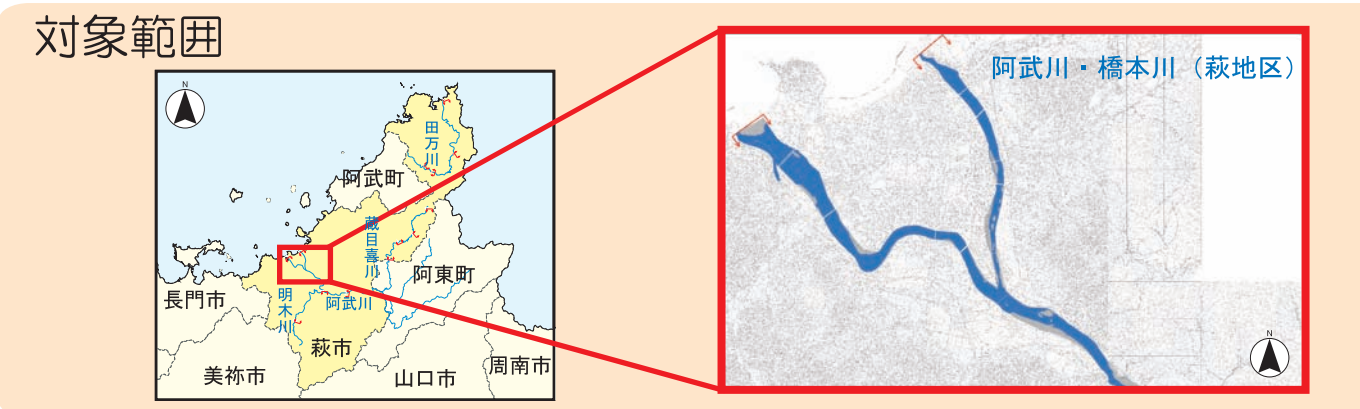 対象範囲
N
田万川
阿武町
蔵目喜川
阿東町
長門市
明木川
阿武川
萩市
美祢市
山口市
周南市
阿武川・橋本川（萩地区）
N